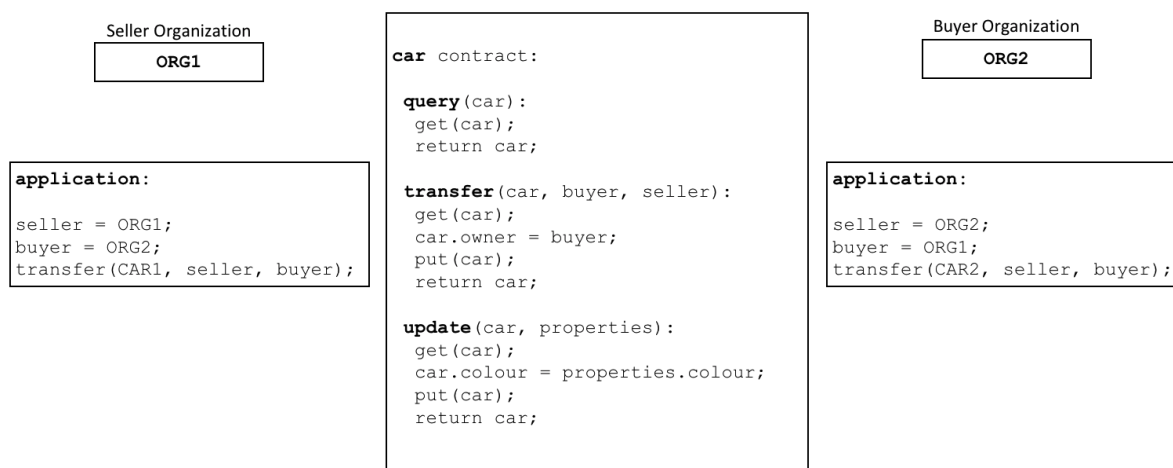 Seller Organization
ORG1
application:
seller = ORG1;
buyer = ORG2;
transfer(CAR1, seller, buyer);
car contract:
query(car):
get(car);
return car;
transfer(car, buyer, seller):
get(car);
car.owner = buyer;
put(car);
return car;
update(car, properties):
get(car);
car.colour = properties.colour;
put(car);
return car;
Buyer Organization
ORG2
application:
seller = ORG2;
buyer = ORG1;
transfer(CAR2, seller, buyer);